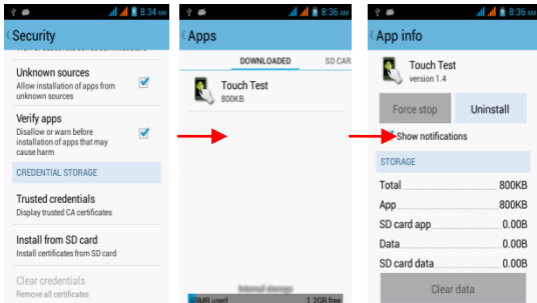 8:34 AM
Security
Unknown sources
Allow installation of apps from
unknown sources
Verify apps
Disallow or warn before
installation of apps that may
cause harm
CREDENTIAL STORAGE
Trusted credentials
Display trusted CA certificates
Install from SD card
Install certificates from SD card
Clear credentials
Remove all certificates
8:36 AM
Apps
DOWNLOADED SD CAR
Touch Test
800KB
Internal storage
used 1.2GB free
8:36 AM
App info
Touch Test
version 1.4
Force stop Uninstall
Show notifications
STORAGE
Total 800KB
App 800KB
SD card app 0.00B
Data 0.00B
SD card data 0.00B
Clear data